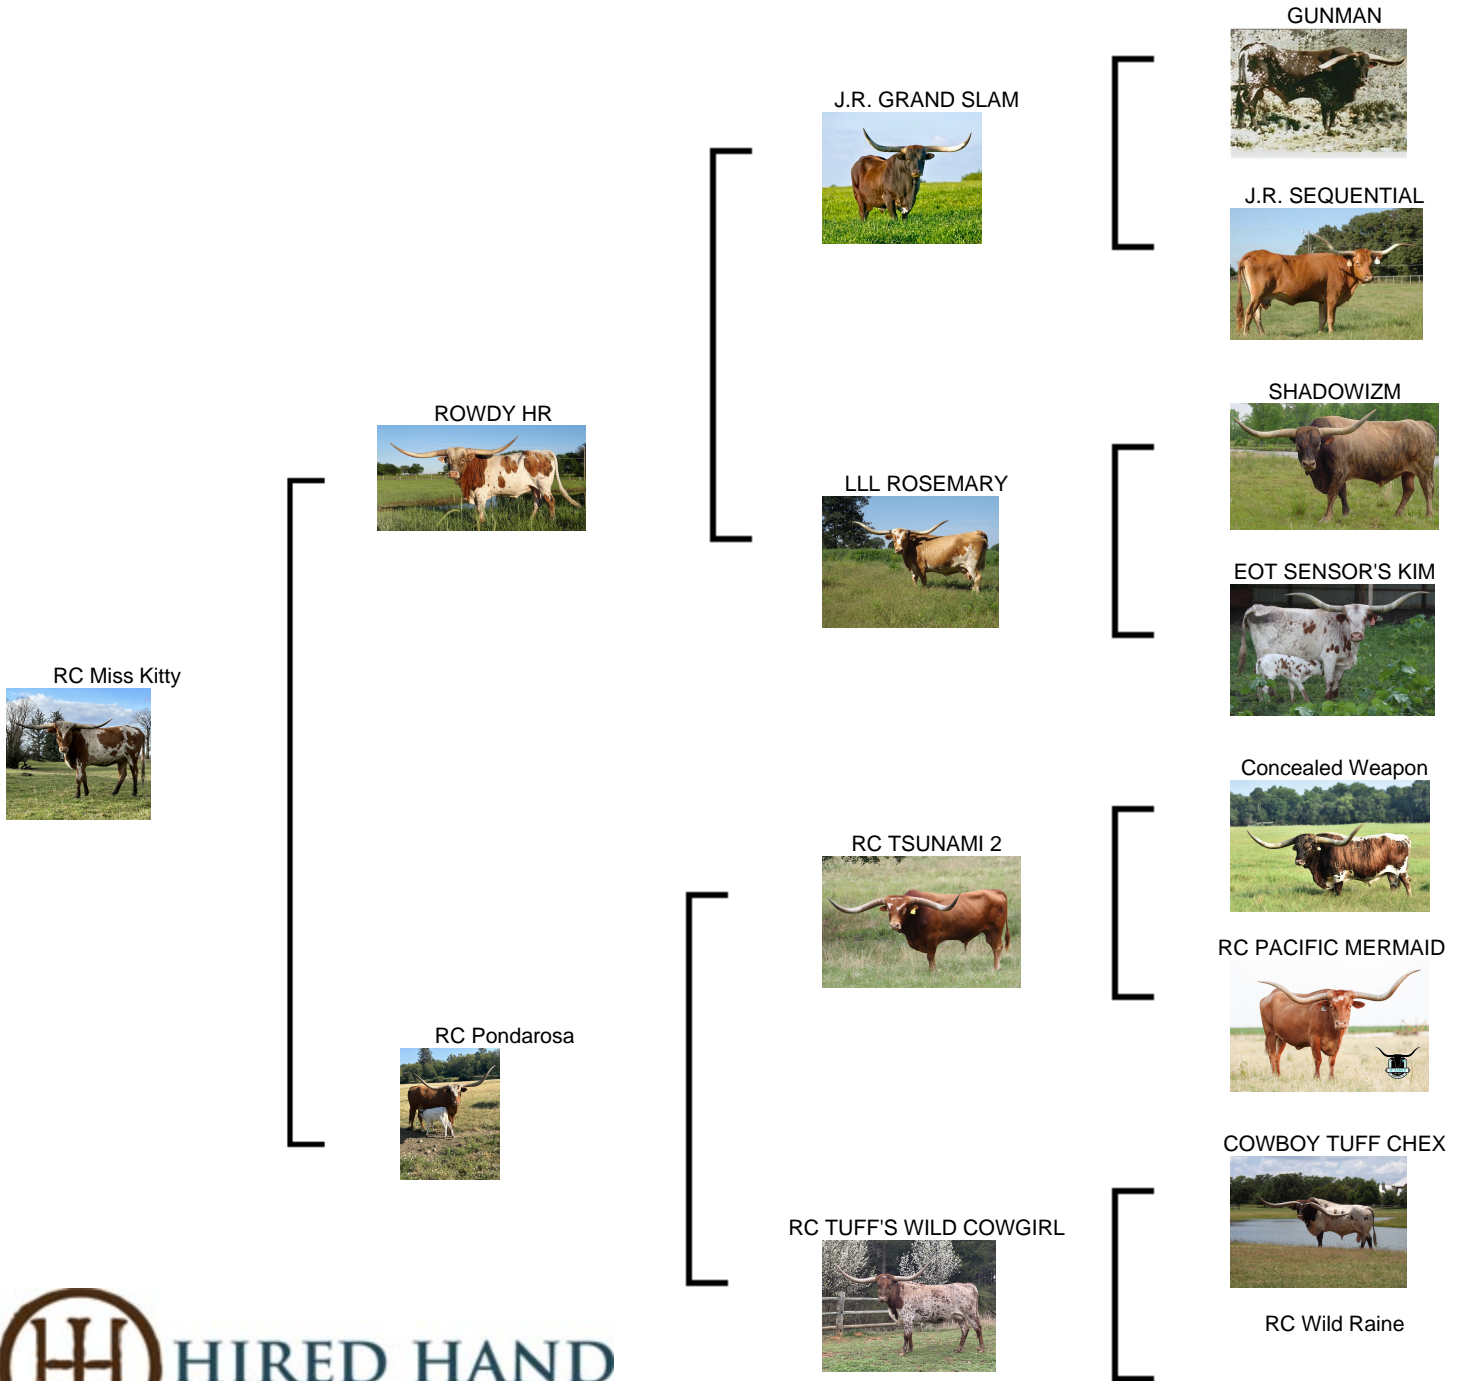 GUNMAN
J.R. GRAND SLAM
J.R. SEQUENTIAL
SHADOWIZM
ROWDY HR
LLL ROSEMARY
EOT SENSOR'S KIM
RC Miss Kitty
Concealed Weapon
RC TSUNAMI 2
RC PACIFIC MERMAID
RC Pondarosa
COWBOY TUFF CHEX
RC TUFF'S WILD COWGIRL
RC Wild Raine
HIRED HAND